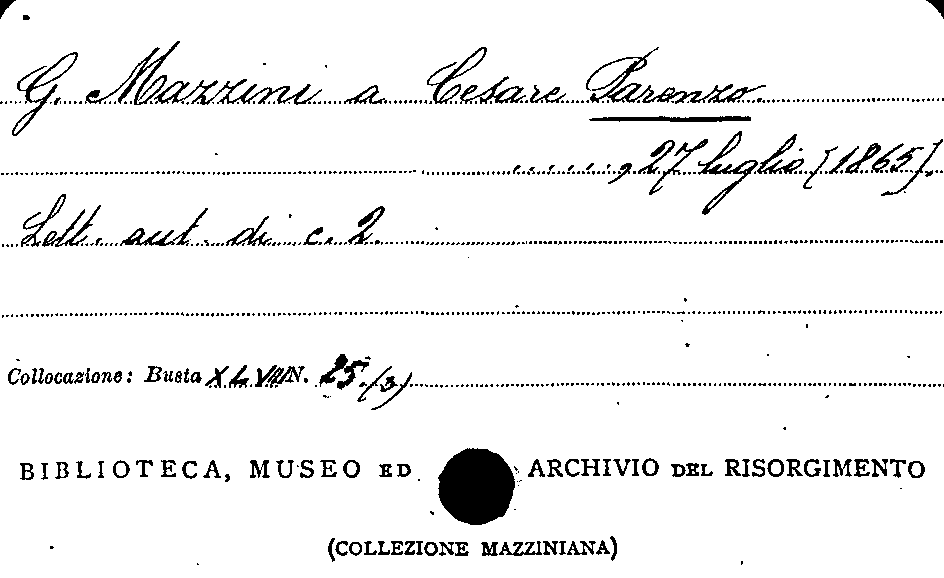 G. Mazzini a Cesare Parenzo.
......, 27 luglio [1865].
Lett. aut. di c. 2.
Collocazione: Busta XLVIII N. 25.(3)
BIBLIOTECA, MUSEO ED ARCHIVIO DEL RISORGIMENTO
(COLLEZIONE MAZZINIANA)